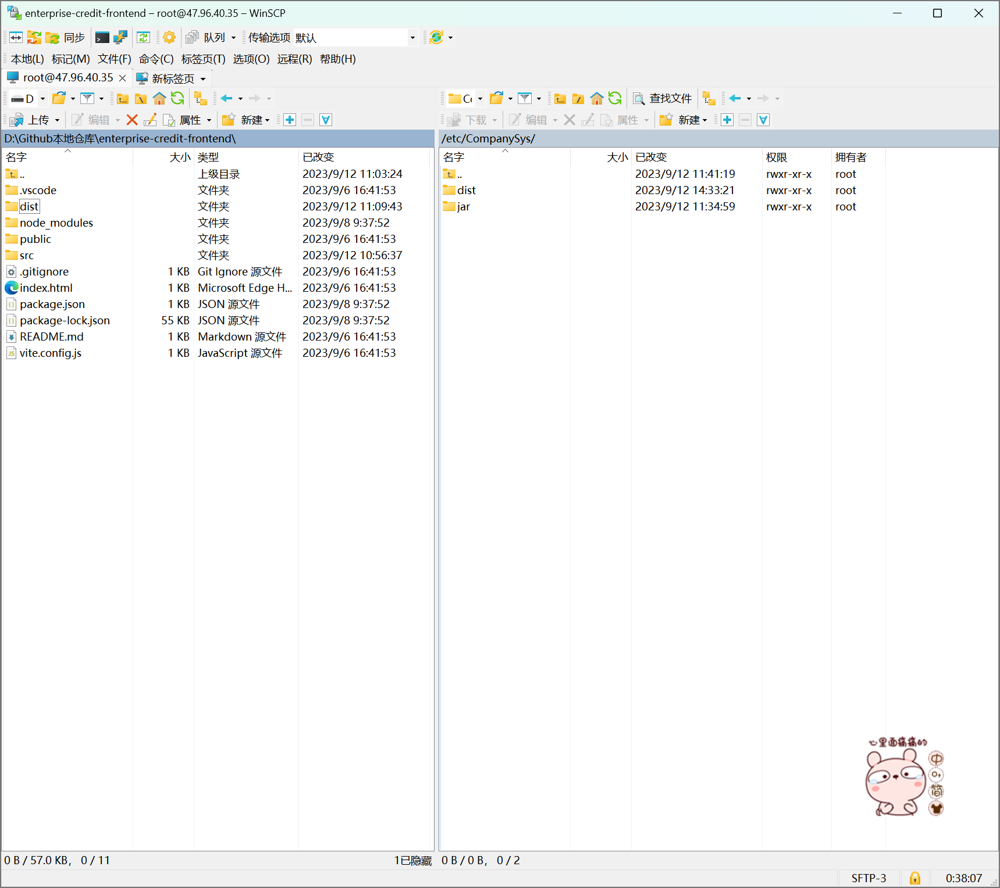 enterprise-credit-frontend – root@47.96.40.35 – WinSCP
同步 队列 传输选项 默认
本地(L) 标记(M) 文件(F) 命令(C) 标签页(T) 选项(O) 远程(R) 帮助(H)
root@47.96.40.35 新标签页
D
查找文件
上传 编辑 属性 新建
下载 编辑 属性 新建
D:\Github本地仓库\enterprise-credit-frontend\
/etc/CompanySys/
名字 大小 类型 已改变
.. 上级目录 2023/9/12 11:03:24
.vscode 文件夹 2023/9/6 16:41:53
dist 文件夹 2023/9/12 11:09:43
node_modules 文件夹 2023/9/8 9:37:52
public 文件夹 2023/9/6 16:41:53
src 文件夹 2023/9/12 10:56:37
.gitignore 1 KB Git Ignore 源文件 2023/9/6 16:41:53
index.html 1 KB Microsoft Edge H... 2023/9/6 16:41:53
package.json 1 KB JSON 源文件 2023/9/8 9:37:52
package-lock.json 55 KB JSON 源文件 2023/9/8 9:37:52
README.md 1 KB Markdown 源文件 2023/9/6 16:41:53
vite.config.js 1 KB JavaScript 源文件 2023/9/6 16:41:53
名字 大小 已改变 权限 拥有者
.. 2023/9/12 11:41:19 rwxr-xr-x root
dist 2023/9/12 14:33:21 rwxr-xr-x root
jar 2023/9/12 11:34:59 rwxr-xr-x root
心里面痛痛的
中
简
0 B / 57.0 KB， 0 / 11 1已隐藏
0 B / 0 B， 0 / 2
SFTP-3 0:38:07